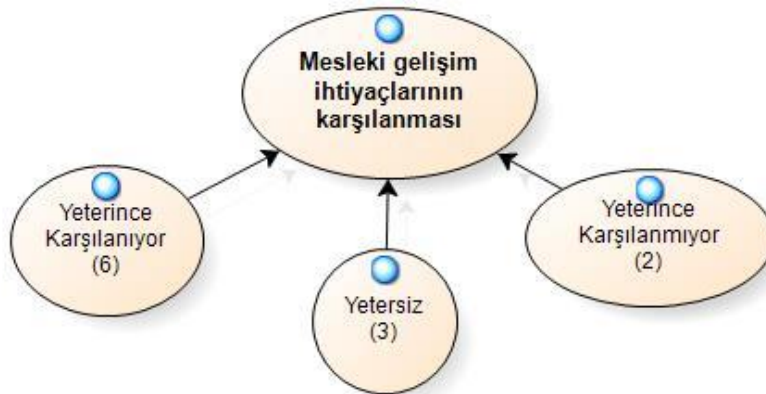 Mesleki gelişim
ihtiyaçlarının
karşılanması
Yeterince
Karşılanıyor
(6)
Yetersiz
(3)
Yeterince
Karşılanmıyor
(2)